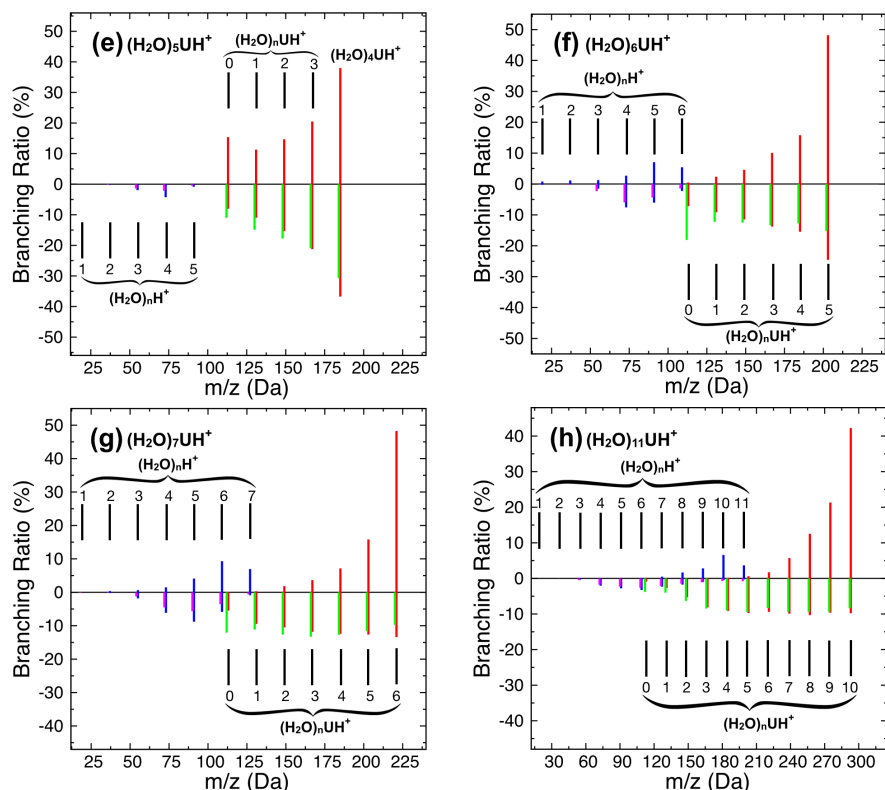 (e) (H2O)5UH+
(H2O)nUH+
0 1 2 3
(H2O)4UH+
50
40
30
20
10
0
-10
-20
-30
-40
-50
Branching Ratio (%)
1 2 3 4 5
(H2O)nH+
25 50 75 100 125 150 175 200 225
m/z (Da)
(f) (H2O)6UH+
(H2O)nH+
1 2 3 4 5 6
50
40
30
20
10
0
-10
-20
-30
-40
-50
Branching Ratio (%)
0 1 2 3 4 5
(H2O)nUH+
25 50 75 100 125 150 175 200 225
m/z (Da)
(g) (H2O)7UH+
(H2O)nH+
1 2 3 4 5 6 7
50
40
30
20
10
0
-10
-20
-30
-40
Branching Ratio (%)
0 1 2 3 4 5 6
(H2O)nUH+
25 50 75 100 125 150 175 200 225
m/z (Da)
(h) (H2O)11UH+
(H2O)nH+
1 2 3 4 5 6 7 8 9 10 11
40
30
20
10
0
-10
-20
-30
-40
Branching Ratio (%)
0 1 2 3 4 5 6 7 8 9 10
(H2O)nUH+
30 60 90 120 150 180 210 240 270 300
m/z (Da)